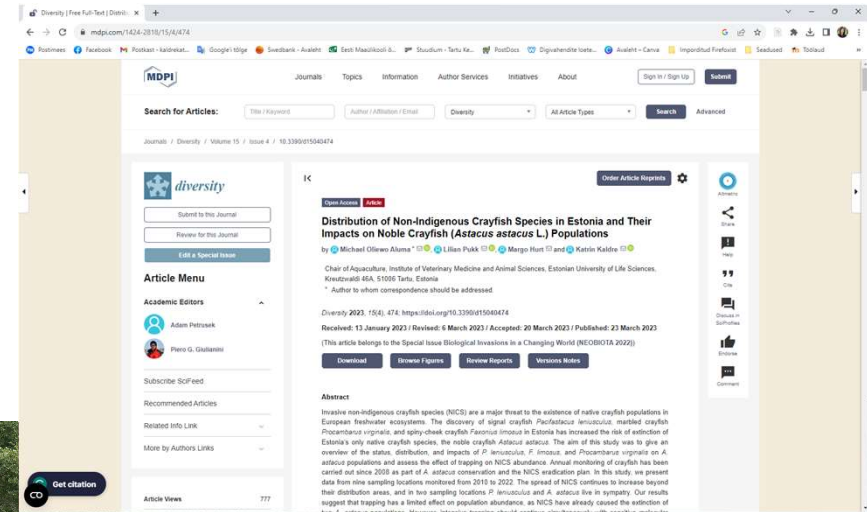 Diversity | Free Full-Text | Distrib
mdpi.com/1424-2818/15/4/474
Postimees Facebook Postkast - kaldrekat... Google'i tõlge Swedbank - Avaleht Eesti Maaülikooli õ... Stuudium - Tartu Ka... PostDocs Digivahendite loete... Avaleht – Canva Imporditud Firefoxist Seadused Tõdlaud
MDPI
Journals Topics Information Author Services Initiatives About
Sign In / Sign Up Submit
Search for Articles: Title / Keyword Author / Affiliation / Email Diversity All Article Types Search Advanced
Journals / Diversity / Volume 15 / Issue 4 / 10.3390/d15040474
diversity
Submit to this Journal
Review for this Journal
Edit a Special Issue
Article Menu
Academic Editors
Adam Petrusek
Piero G. Giulianini
Subscribe SciFeed
Recommended Articles
Related Info Link
More by Authors Links
Article Views 777
Get citation
Order Article Reprints
Open Access Article
Distribution of Non-Indigenous Crayfish Species in Estonia and Their
Impacts on Noble Crayfish (Astacus astacus L.) Populations
by Michael Oliewo Aluma *, Lilian Pukk, Margo Hurt and Katrin Kaldre
Chair of Aquaculture, Institute of Veterinary Medicine and Animal Sciences, Estonian University of Life Sciences,
Kreutzwaldi 46A, 51006 Tartu, Estonia
* Author to whom correspondence should be addressed.
Diversity 2023, 15(4), 474; https://doi.org/10.3390/d15040474
Received: 13 January 2023 / Revised: 6 March 2023 / Accepted: 20 March 2023 / Published: 23 March 2023
(This article belongs to the Special Issue Biological Invasions in a Changing World (NEOBIOTA 2022))
Download Browse Figures Review Reports Versions Notes
Abstract
Invasive non-indigenous crayfish species (NICS) are a major threat to the existence of native crayfish populations in
European freshwater ecosystems. The discovery of signal crayfish Pacifastacus leniusculus, marbled crayfish
Procambarus virginalis, and spiny-cheek crayfish Faxonius limosus in Estonia has increased the risk of extinction of
Estonia's only native crayfish species, the noble crayfish Astacus astacus. The aim of this study was to give an
overview of the status, distribution, and impacts of P. leniusculus, F. limosus, and Procambarus virginalis on A.
astacus populations and assess the effect of trapping on NICS abundance. Annual monitoring of crayfish has been
carried out since 2008 as part of A. astacus conservation and the NICS eradication plan. In this study, we present
data from nine sampling locations monitored from 2010 to 2022. The spread of NICS continues to increase beyond
their distribution areas, and in two sampling locations P. leniusculus and A. astacus live in sympatry. Our results
suggest that trapping has a limited effect on population abundance, as NICS have already caused the extinction of
Altmetric
Share
Help
Cite
Discuss in
SciProfiles
Endorse
Comment